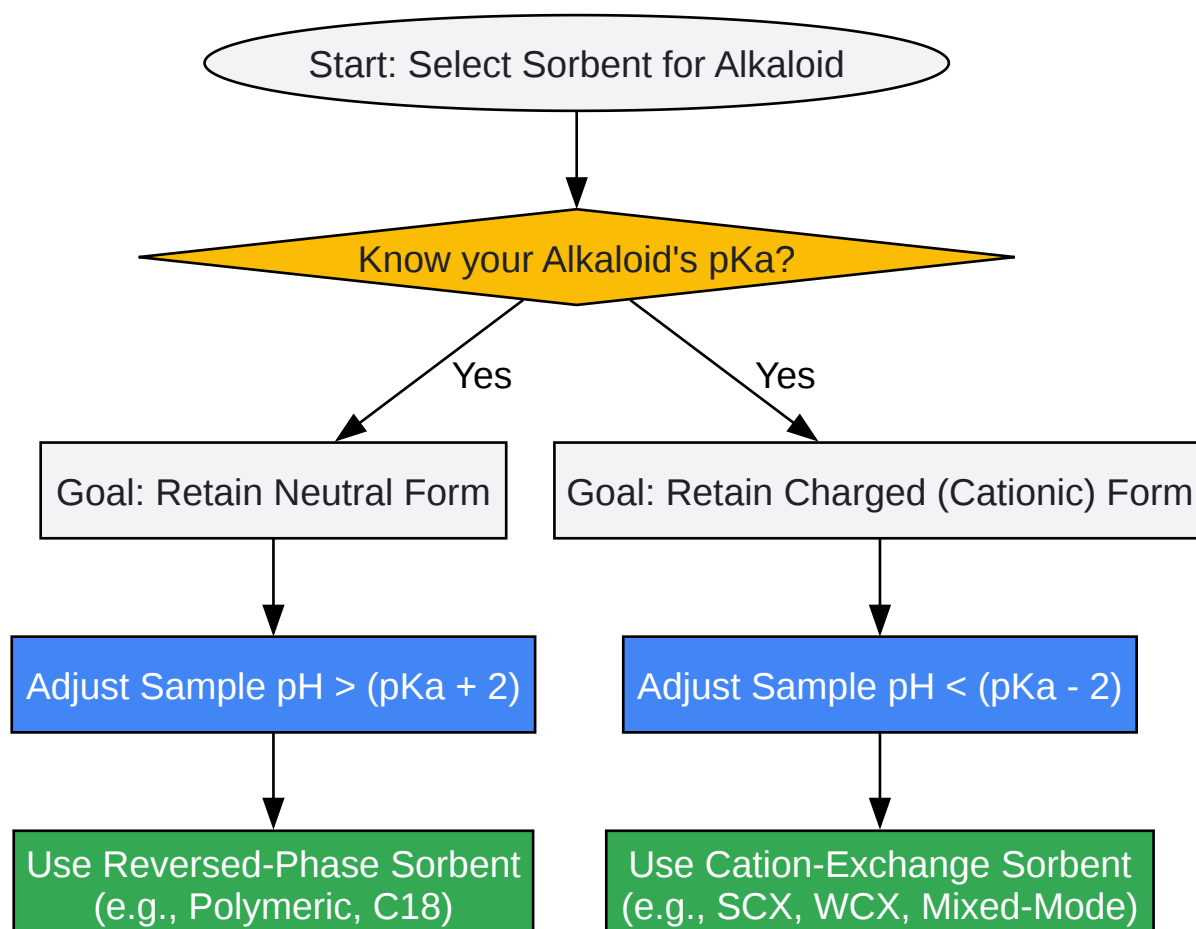 Start: Select Sorbent for Alkaloid
Know your Alkaloid's pKa?
Yes
Yes
Goal: Retain Neutral Form
Goal: Retain Charged (Cationic) Form
Adjust Sample pH > (pKa + 2)
Adjust Sample pH < (pKa - 2)
Use Reversed-Phase Sorbent
(e.g., Polymeric, C18)
Use Cation-Exchange Sorbent
(e.g., SCX, WCX, Mixed-Mode)